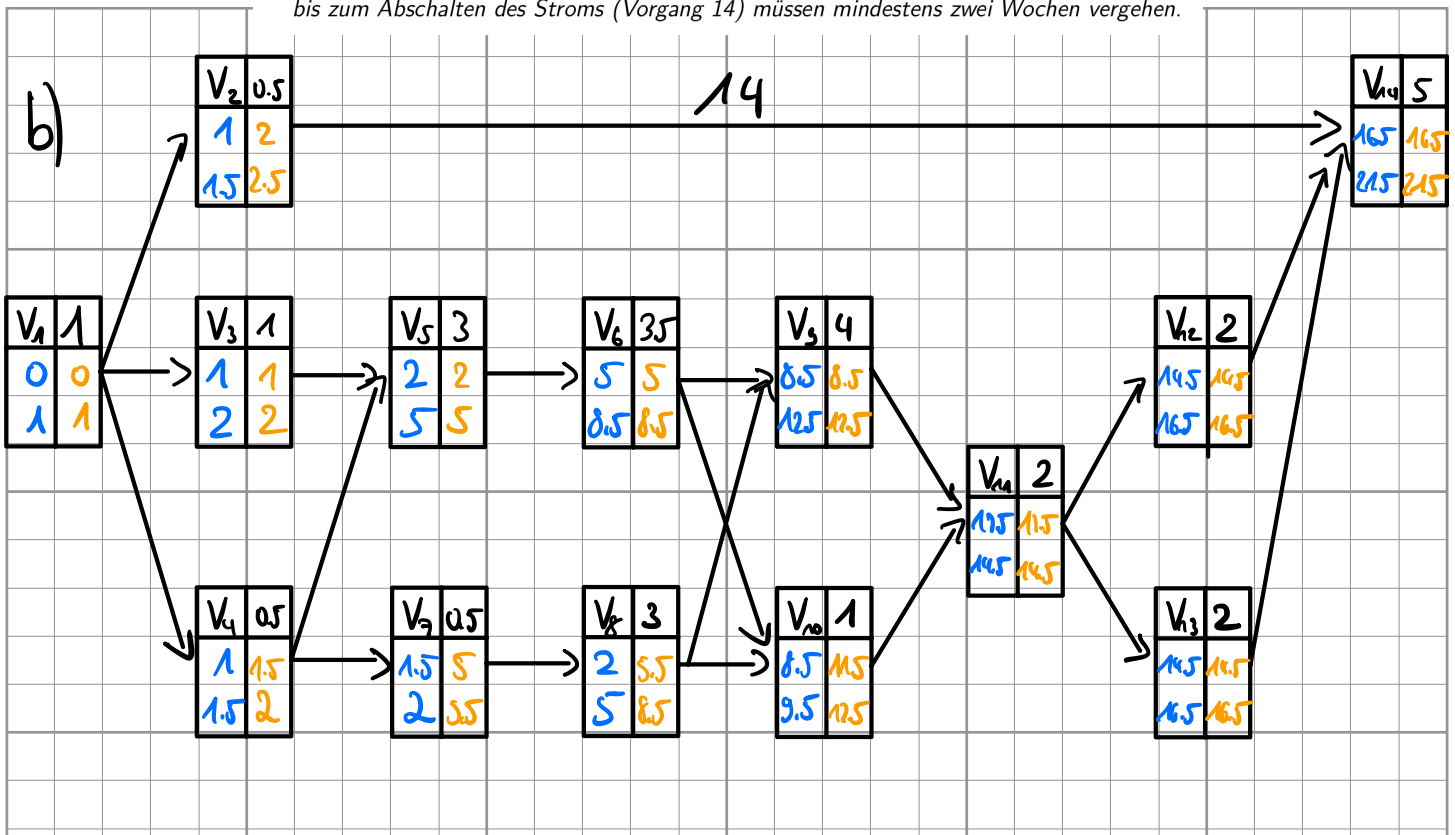 bis zum Abschalten des Stroms (Vorgang 14) müssen mindestens zwei Wochen vergehen.
b)
14
V2 0.5
1 2
1.5 2.5
V14 5
16.5 16.5
21.5 21.5
V1 1
0 0
1 1
V3 1
1 1
2 2
V5 3
2 2
5 5
V6 3.5
5 5
8.5 8.5
V9 4
8.5 8.5
12.5 12.5
V12 2
14.5 14.5
16.5 16.5
V11 2
12.5 12.5
14.5 14.5
V4 0.5
1 1.5
1.5 2
V7 0.5
1.5 5
2 5.5
V8 3
2 5.5
5 8.5
V10 1
8.5 11.5
9.5 12.5
V13 2
14.5 14.5
16.5 16.5